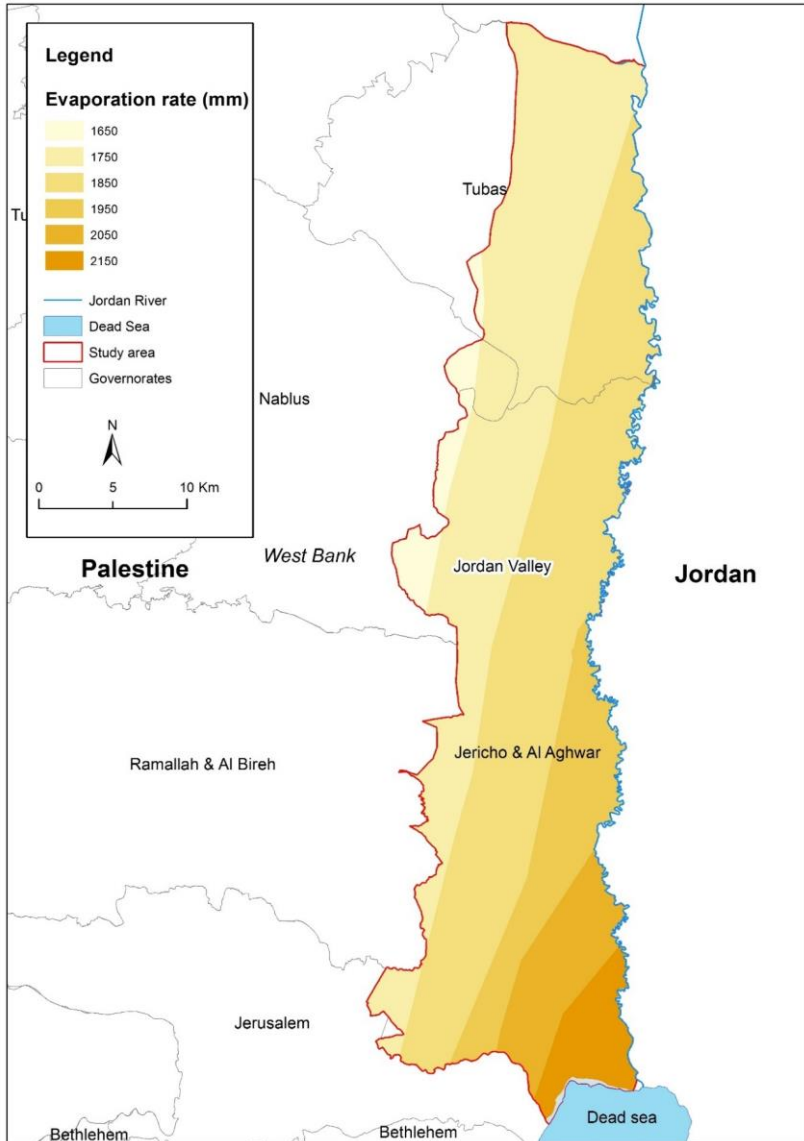 Legend
Evaporation rate (mm)
1650
1750
1850
1950
2050
2150
Jordan River
Dead Sea
Study area
Governorates
N
0 5 10 Km
Tu
Tubas
Nablus
West Bank
Palestine
Jordan Valley
Jordan
Jericho & Al Aghwar
Ramallah & Al Bireh
Jerusalem
Dead sea
Bethlehem
Bethlehem